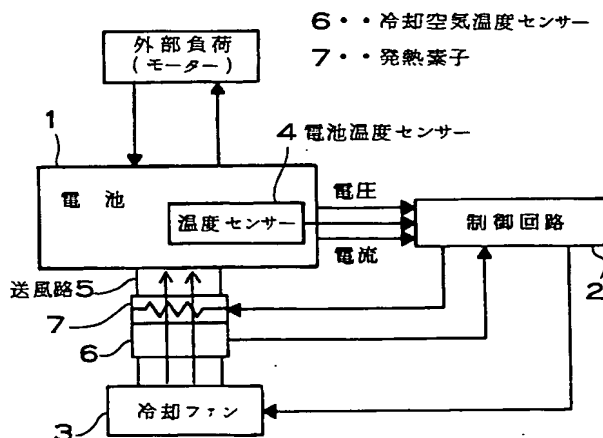 6・・冷却空気温度センサー
7・・発熱素子
外部負荷
(モーター)
1
4 電池温度センサー
電池
温度センサー
電圧
電流
制御回路
2
送風路5
7
6
冷却ファン
3